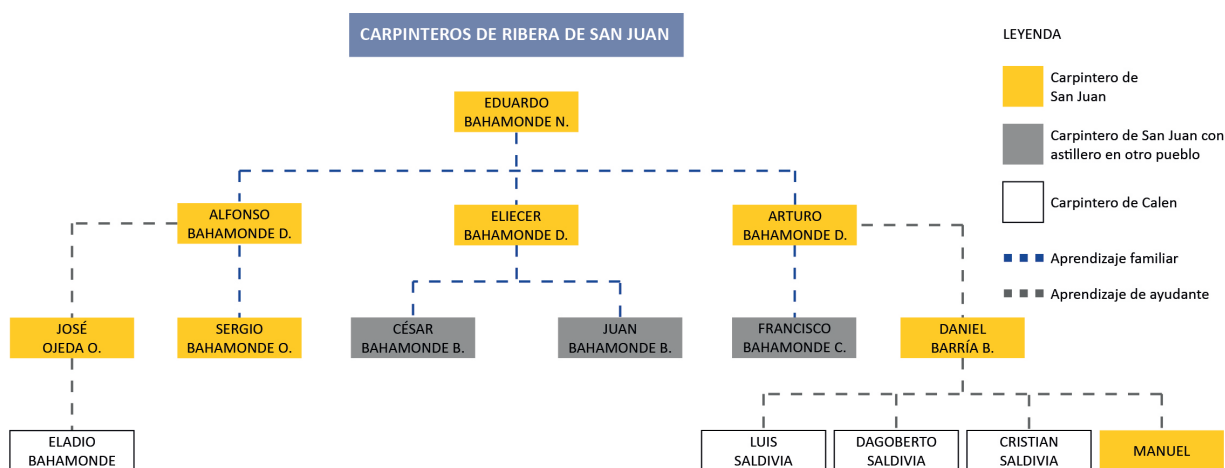 CARPINTEROS DE RIBERA DE SAN JUAN
LEYENDA
Carpintero de
San Juan
Carpintero de San Juan con
astillero en otro pueblo
Carpintero de Calen
Aprendizaje familiar
Aprendizaje de ayudante
EDUARDO
BAHAMONDE N.
ALFONSO
BAHAMONDE D.
ELIECER
BAHAMONDE D.
ARTURO
BAHAMONDE D.
JOSÉ
OJEDA O.
SERGIO
BAHAMONDE O.
CÉSAR
BAHAMONDE B.
JUAN
BAHAMONDE B.
FRANCISCO
BAHAMONDE C.
DANIEL
BARRÍA B.
ELADIO
BAHAMONDE
LUIS
SALDIVIA
DAGOBERTO
SALDIVIA
CRISTIAN
SALDIVIA
MANUEL